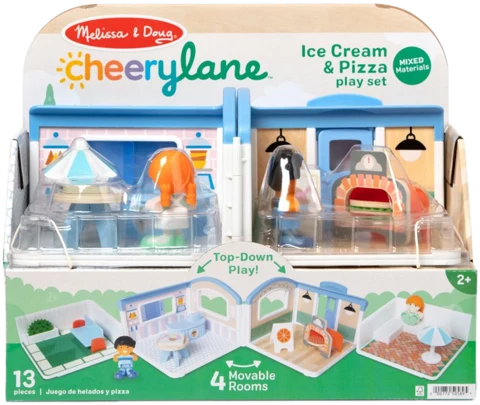 Melissa & Doug
cheerylane™
Ice Cream
& Pizza
play set
MIXED
Materials
Top-Down
Play!
2+
13
pieces | Juego de helados y pizza
4 Movable
Rooms